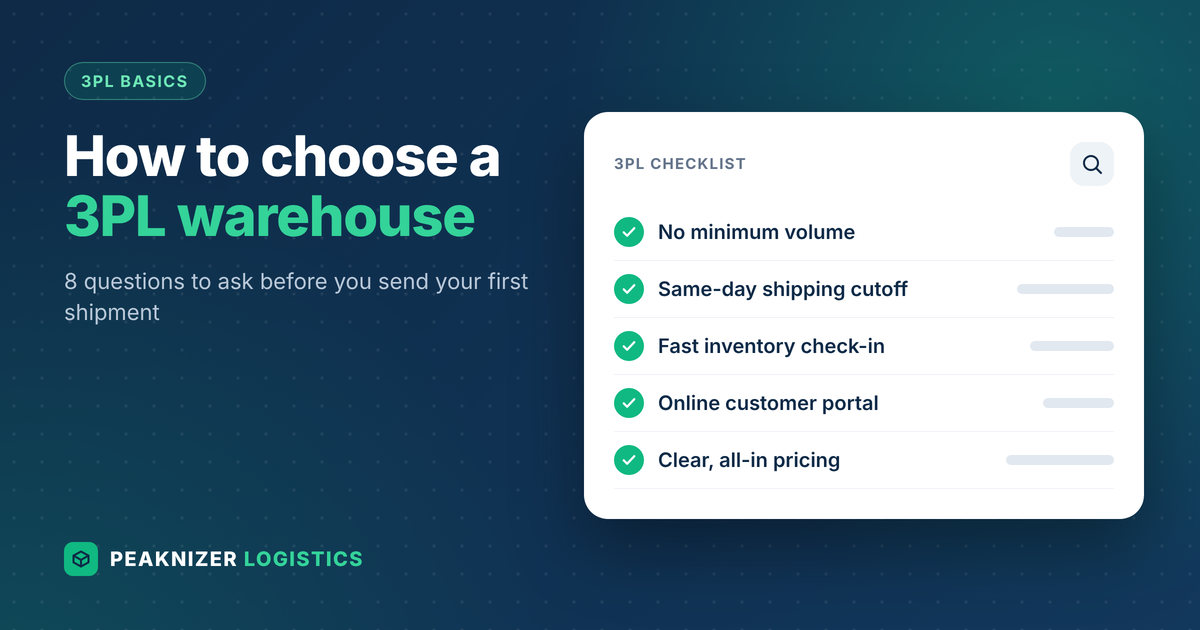 3PL BASICS
How to choose a
3PL warehouse
8 questions to ask before you send your first
shipment
PEAKNIZER LOGISTICS
3PL CHECKLIST
No minimum volume
Same-day shipping cutoff
Fast inventory check-in
Online customer portal
Clear, all-in pricing